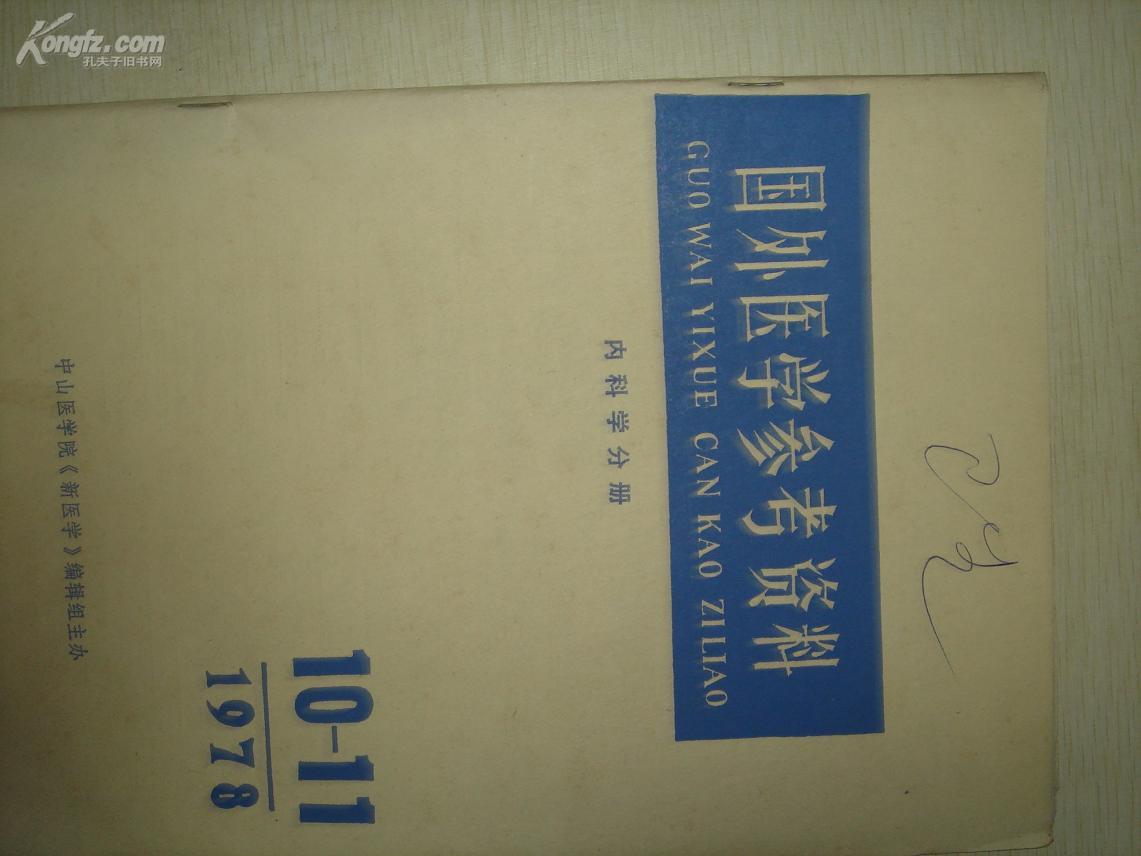 Kongfz.com
孔夫子旧书网
国外医学参考资料
GUO WAI YIXUE CAN KAO ZILIAO
内科学分册
10-11
1978
中山医学院《新医学》编辑组主办